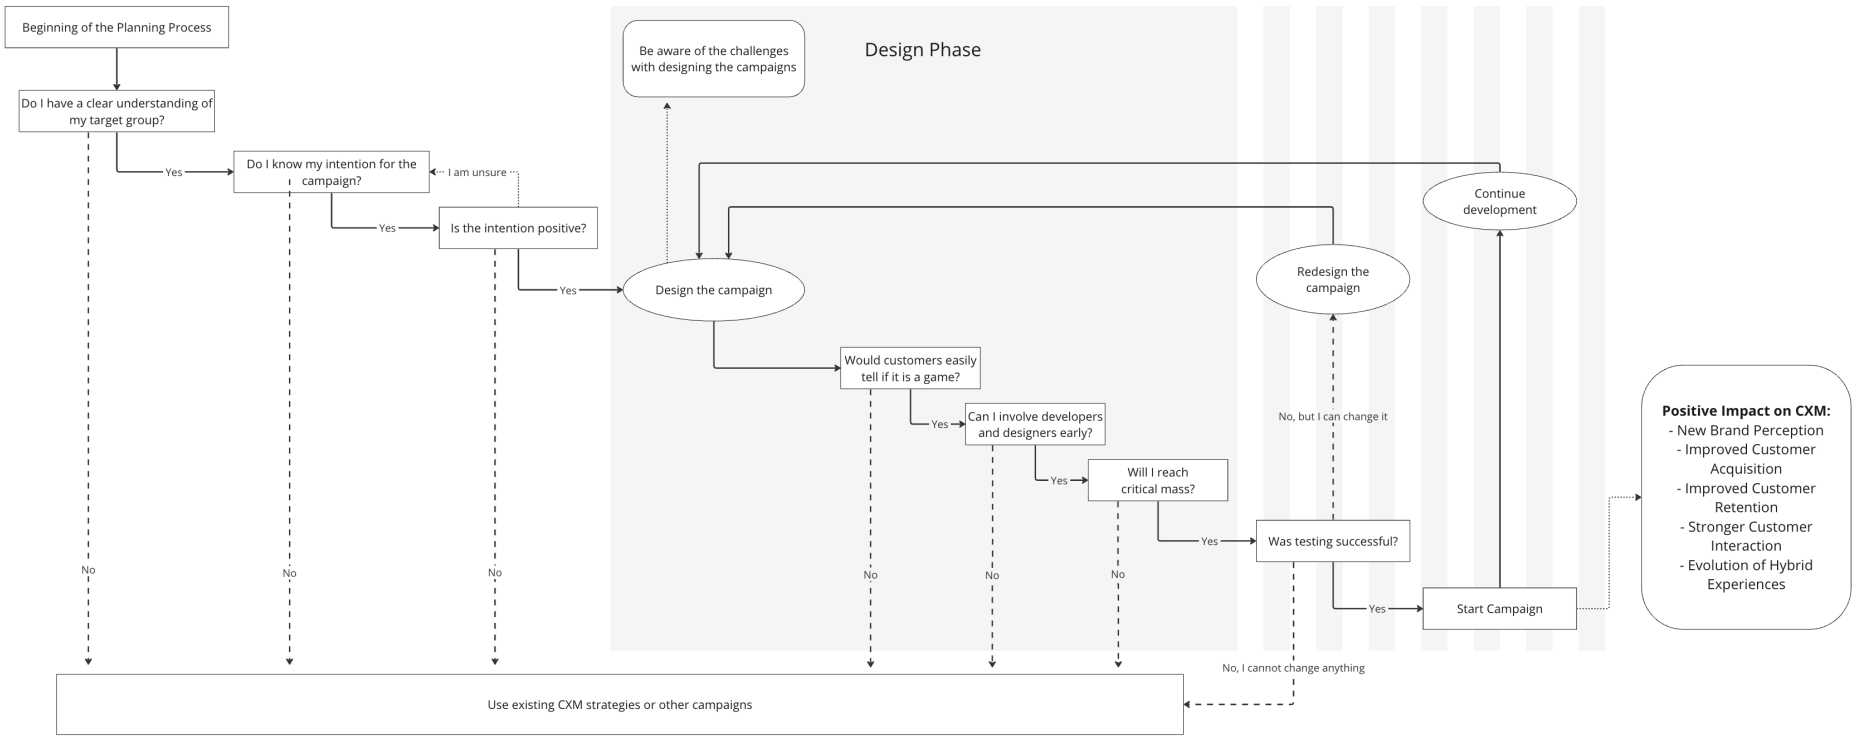 Beginning of the Planning Process
Do I have a clear understanding of
my target group?
Yes
Do I know my intention for the
campaign?
I am unsure
Yes
Is the intention positive?
Yes
Be aware of the challenges
with designing the campaigns
Design Phase
Design the campaign
Would customers easily
tell if it is a game?
Yes
Can I involve developers
and designers early?
Yes
Will I reach
critical mass?
Yes
Was testing successful?
No, but I can change it
Redesign the
campaign
Yes
Start Campaign
Continue
development
Positive Impact on CXM:
- New Brand Perception
- Improved Customer
Acquisition
- Improved Customer
Retention
- Stronger Customer
Interaction
- Evolution of Hybrid
Experiences
No
No
No
No
No
No
No, I cannot change anything
Use existing CXM strategies or other campaigns